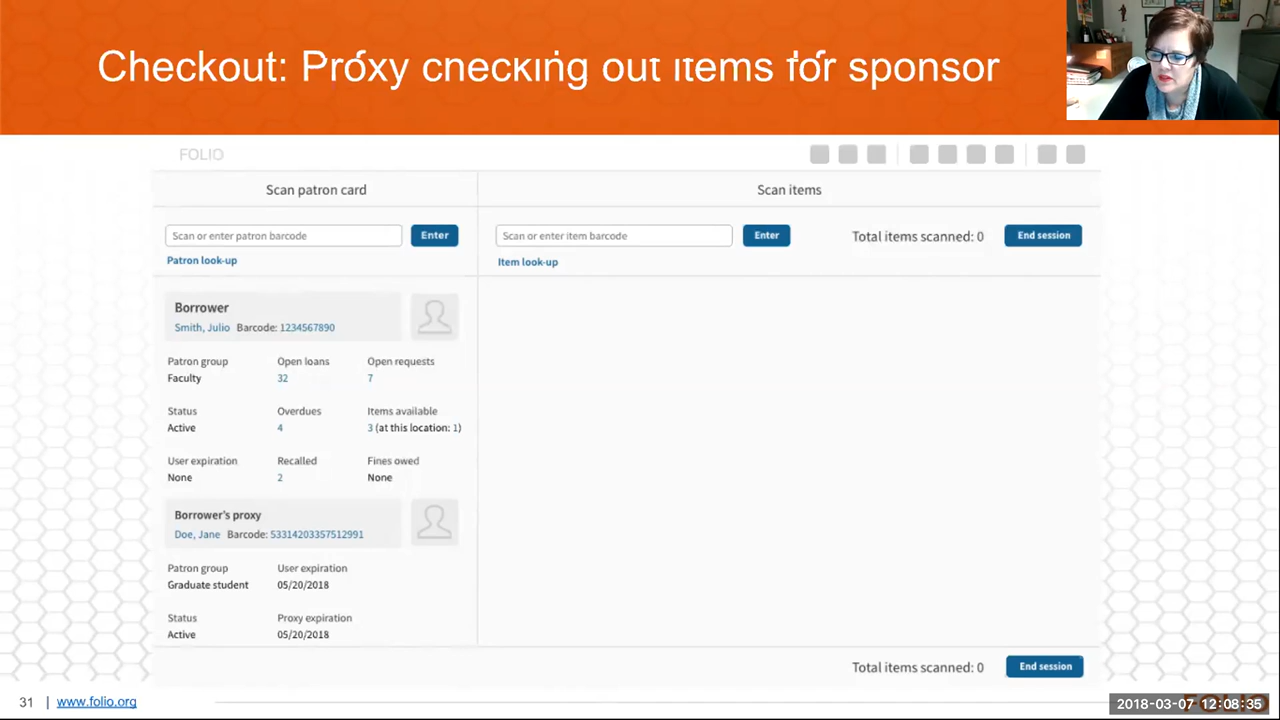 Checkout: Proxy checking out items for sponsor
FOLIO
Scan patron card
Scan items
Scan or enter patron barcode
Enter
Scan or enter item barcode
Enter
Total items scanned: 0
End session
Patron look-up
Item look-up
Borrower
Smith, Julio Barcode: 1234567890
Patron group Open loans Open requests
Faculty 32 7
Status Overdues Items available
Active 4 3 (at this location: 1)
User expiration Recalled Fines owed
None 2 None
Borrower's proxy
Doe, Jane Barcode: 53314203357512991
Patron group User expiration
Graduate student 05/20/2018
Status Proxy expiration
Active 05/20/2018
Total items scanned: 0
End session
31 | www.folio.org
FOLIO
2018-03-07 12:08:35